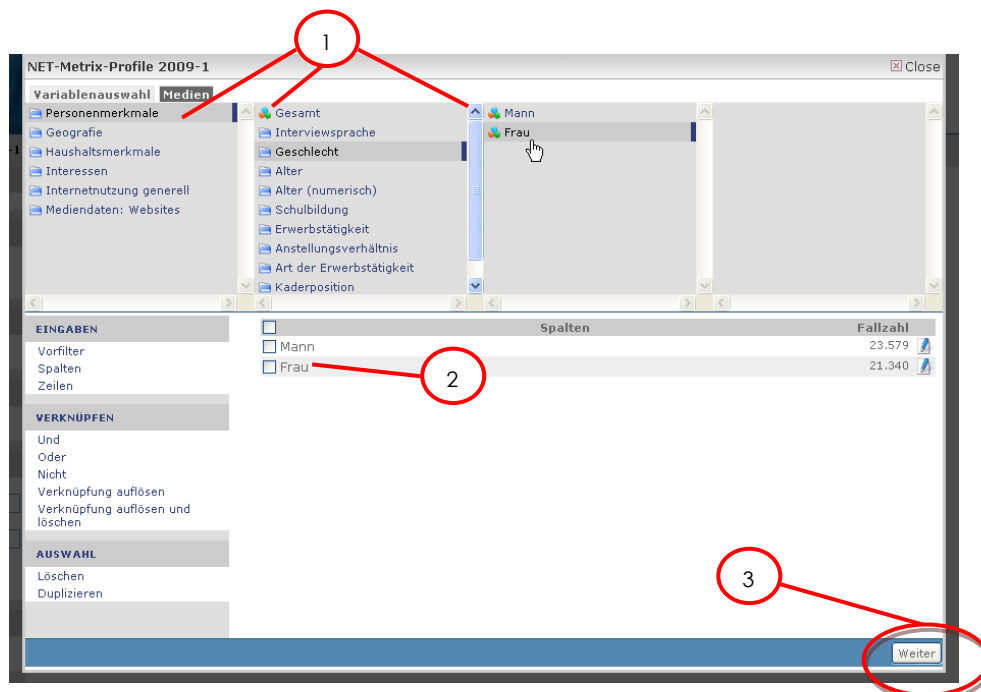 1
NET-Metrix-Profile 2009-1
Close
Variablenauswahl Medien
Personenmerkmale
Geografie
Haushaltsmerkmale
Interessen
Internetnutzung generell
Mediendaten: Websites
Gesamt
Interviewsprache
Geschlecht
Alter
Alter (numerisch)
Schulbildung
Erwerbstätigkeit
Anstellungsverhältnis
Art der Erwerbstätigkeit
Kaderposition
Mann
Frau
EINGABEN
Vorfilter
Spalten
Zeilen
VERKNÜPFEN
Und
Oder
Nicht
Verknüpfung auflösen
Verknüpfung auflösen und
löschen
AUSWAHL
Löschen
Duplizieren
Spalten Fallzahl
Mann 23.579
Frau 21.340
2
3
Weiter